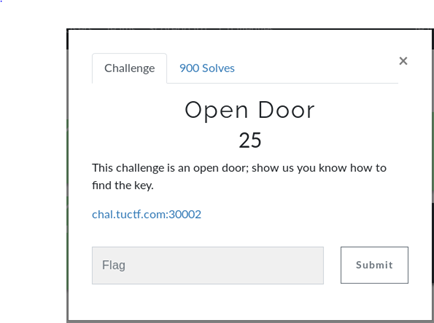 Challenge
900 Solves
×
Open Door
25
This challenge is an open door; show us you know how to
find the key.
chal.tuctf.com:30002
Flag
Submit